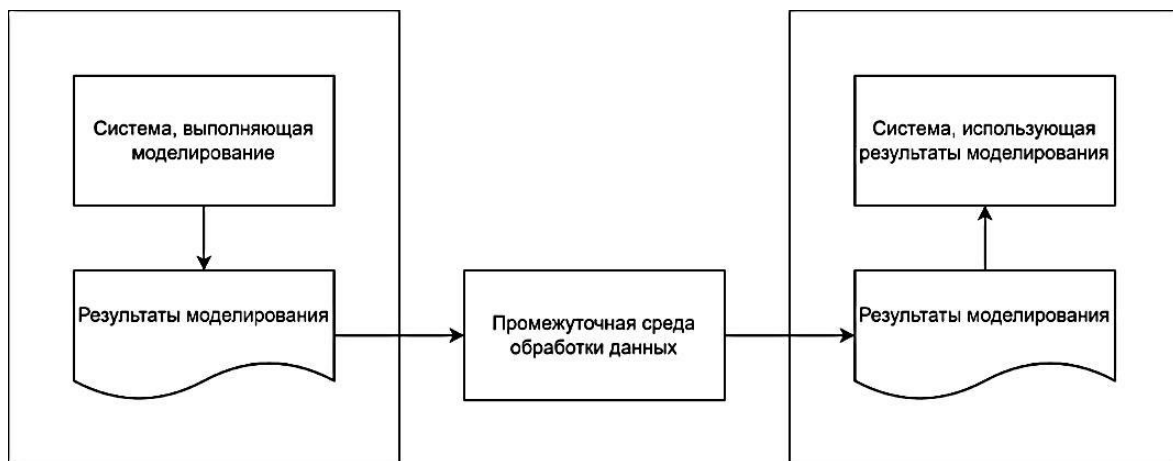 Система, выполняющая
моделирование
Система, использующая
результаты моделирования
Результаты моделирования
Промежуточная среда
обработки данных
Результаты моделирования